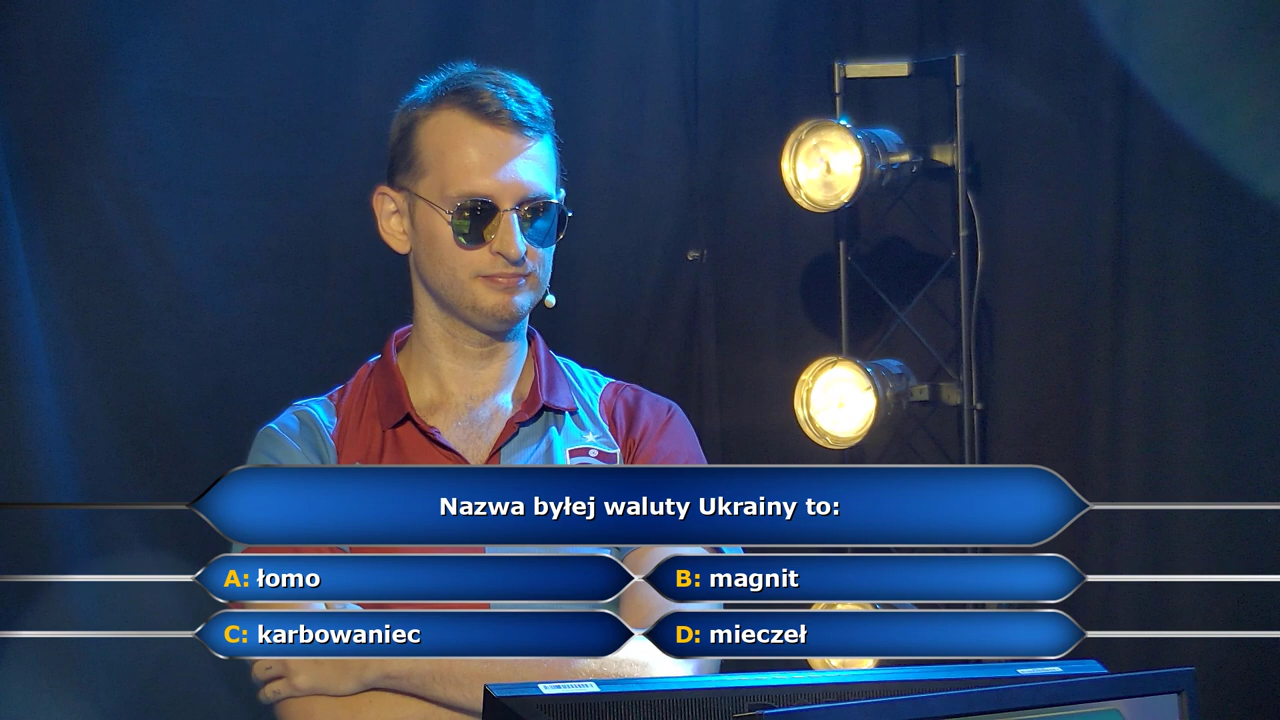 Nazwa byłej waluty Ukrainy to:
A: łomo
B: magnit
C: karbowaniec
D: mieczeł